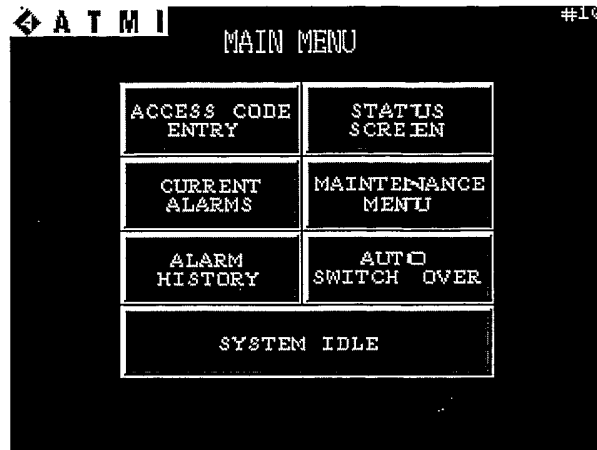 ATMI
MAIN MENU
ACCESS CODE
ENTRY
STATUS
SCREEN
CURRENT
ALARMS
MAINTENANCE
MENU
ALARM
HISTORY
AUTO
SWITCH OVER
SYSTEM IDLE